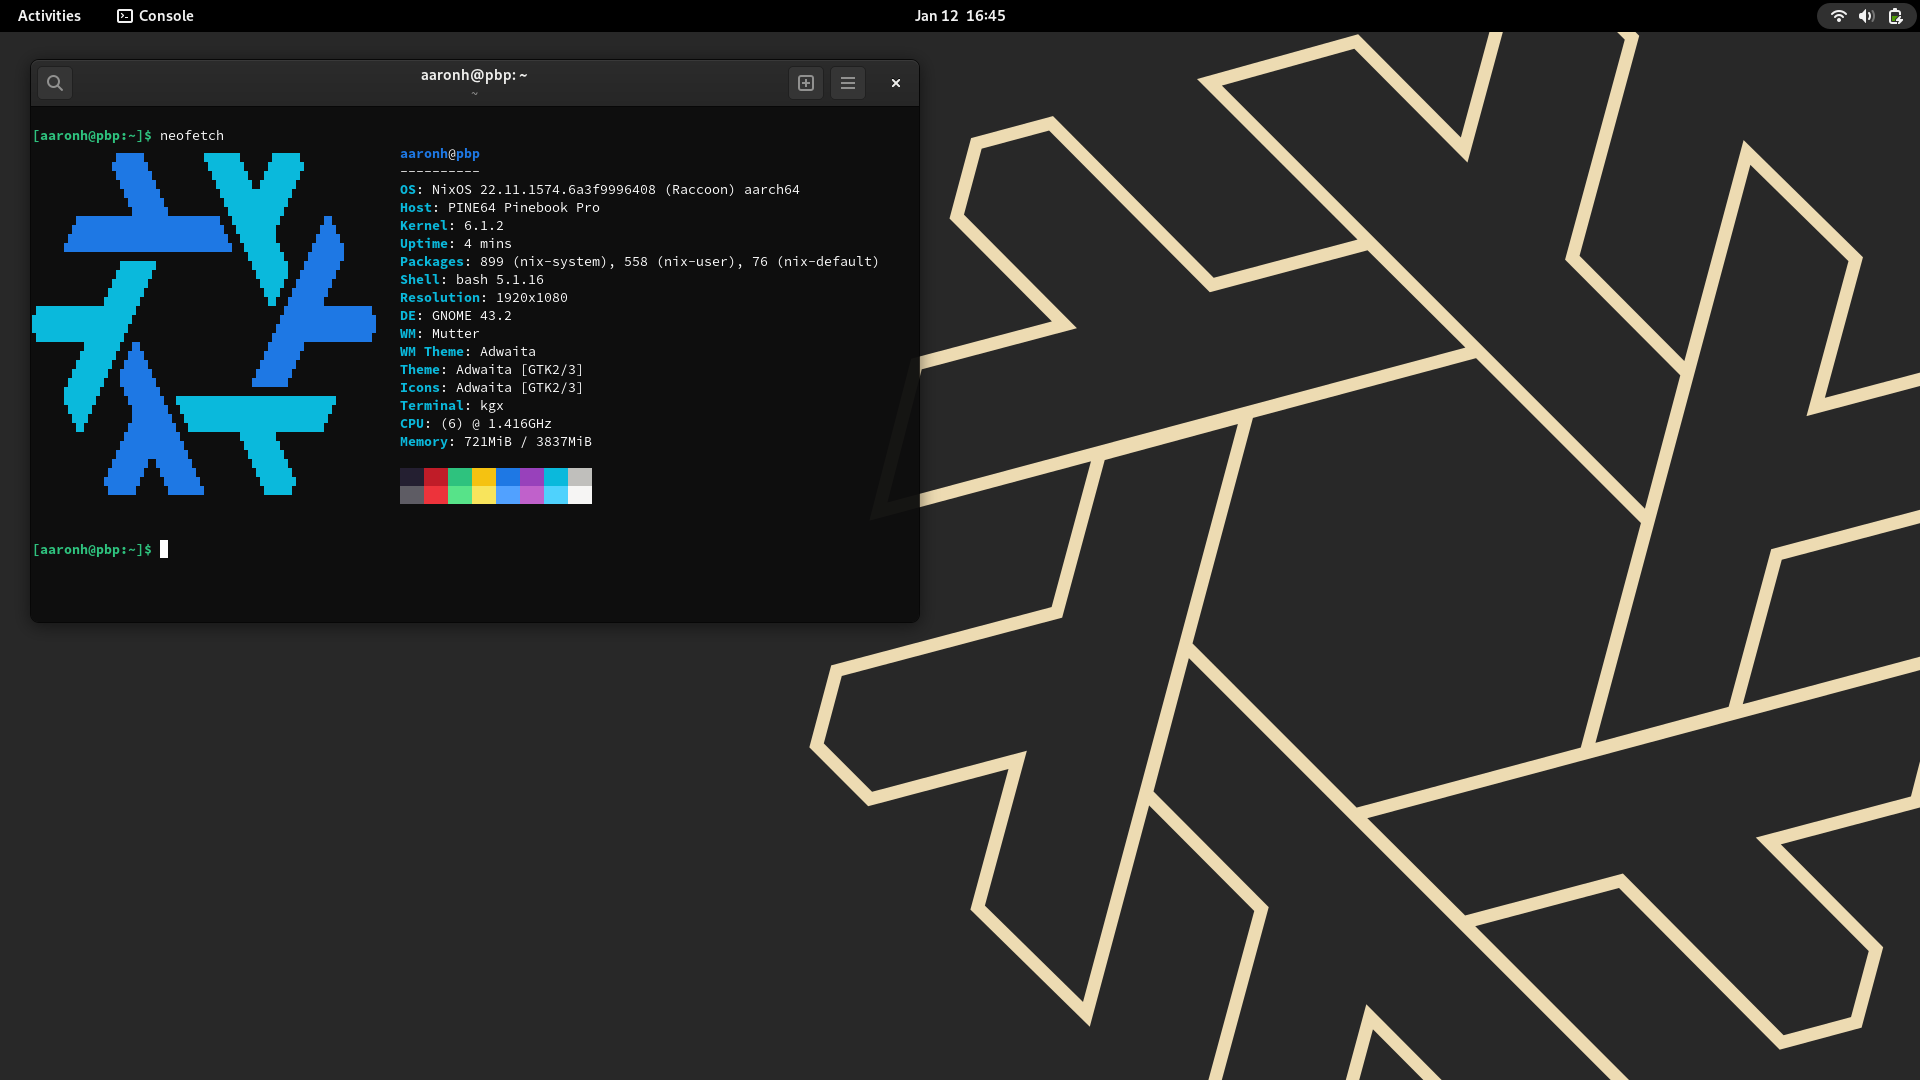 Activities
Console
Jan 12 16:45
aaronh@pbp: ~
~
[aaronh@pbp:~]$ neofetch
aaronh@pbp
----------
OS: NixOS 22.11.1574.6a3f9996408 (Raccoon) aarch64
Host: PINE64 Pinebook Pro
Kernel: 6.1.2
Uptime: 4 mins
Packages: 899 (nix-system), 558 (nix-user), 76 (nix-default)
Shell: bash 5.1.16
Resolution: 1920x1080
DE: GNOME 43.2
WM: Mutter
WM Theme: Adwaita
Theme: Adwaita [GTK2/3]
Icons: Adwaita [GTK2/3]
Terminal: kgx
CPU: (6) @ 1.416GHz
Memory: 721MiB / 3837MiB
[aaronh@pbp:~]$